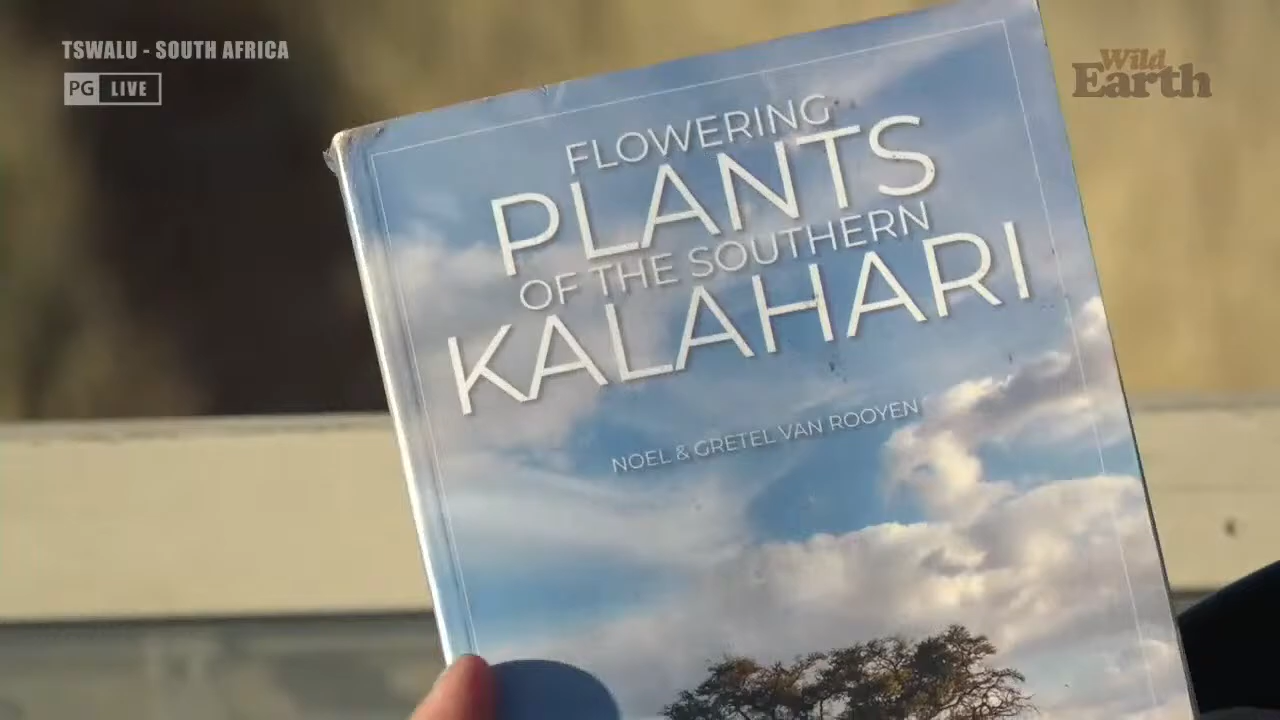 TSWALU - SOUTH AFRICA
PG LIVE
Wild
Earth
FLOWERING
PLANTS
OF THE SOUTHERN
KALAHARI
NOEL & GRETEL VAN ROOYEN